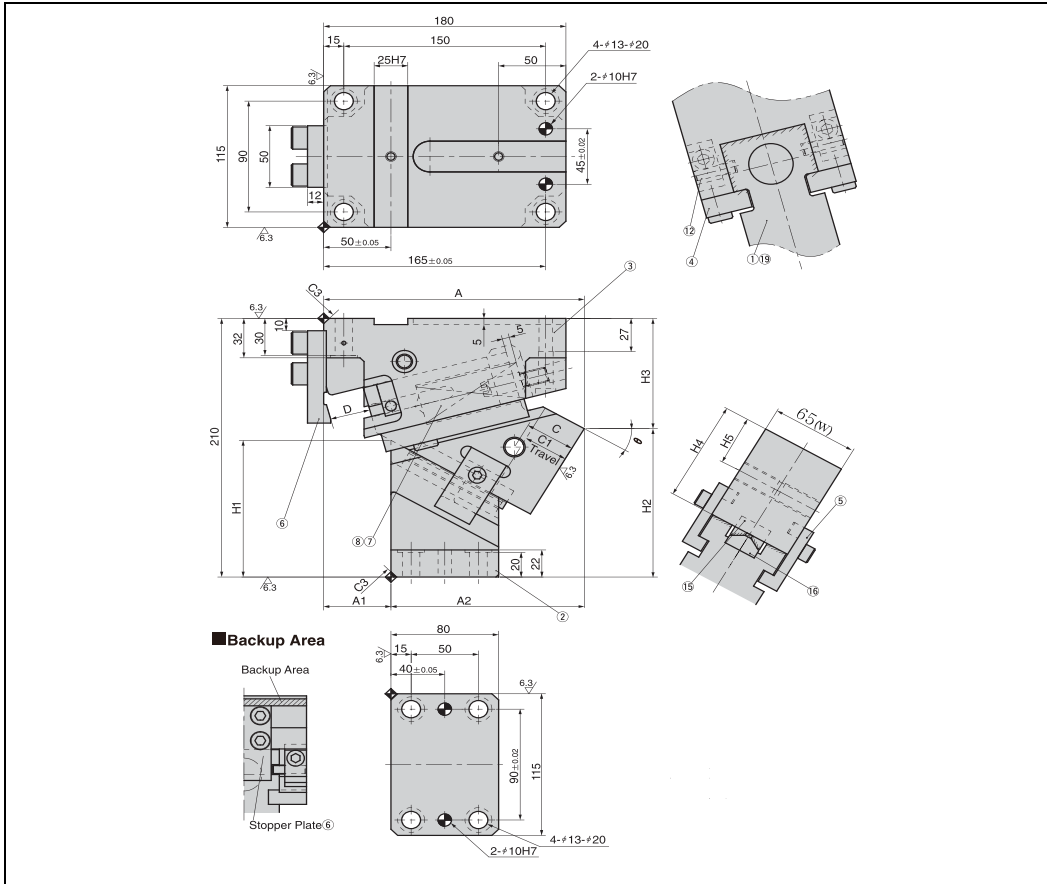 180
15
150
25H7
50
4-φ13-φ20
2-φ10H7
6.3
115
90
50
12
45±0.02
6.3
50±0.05
165±0.05
⑫
④
①⑲
③
C3
6.3
A
10
32
30
5
5
27
H3
D
C
C1
Travel
θ
6.3
210
H1
H2
⑥
⑧⑦
20
22
C3
6.3
A1
A2
②
65(W)
H4
H5
⑤
⑮
⑯
■Backup Area
Backup Area
Stopper Plate⑥
80
15
50
40±0.05
6.3
6.3
90±0.02
115
4-φ13-φ20
2-φ10H7